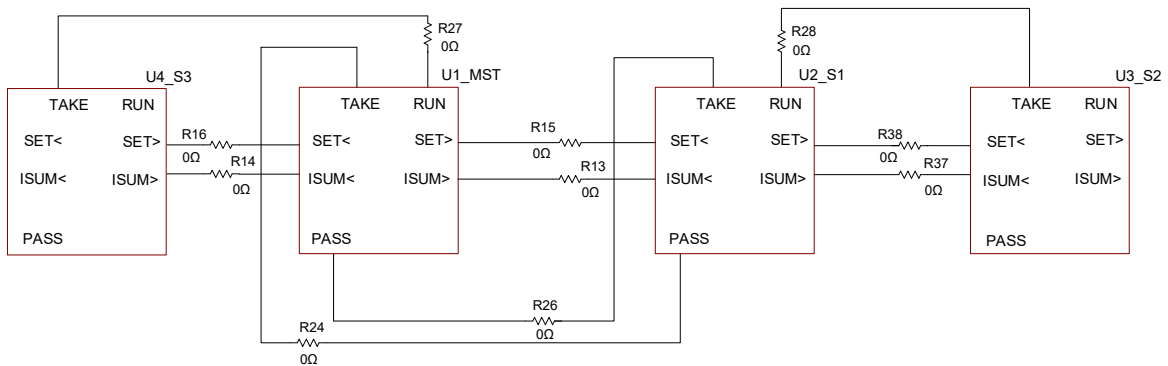 R27
0Ω
R28
0Ω
U4_S3
U1_MST
U2_S1
U3_S2
TAKE RUN
SET< SET>
ISUM< ISUM>
PASS
R16
0Ω
R14
0Ω
TAKE RUN
SET< SET>
ISUM< ISUM>
PASS
R15
0Ω
R13
0Ω
TAKE RUN
SET< SET>
ISUM< ISUM>
PASS
R38
0Ω
R37
0Ω
TAKE RUN
SET< SET>
ISUM< ISUM>
PASS
R26
0Ω
R24
0Ω